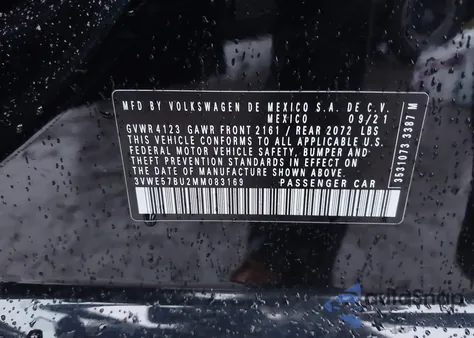 MFD BY VOLKSWAGEN DE MEXICO S.A. DE C.V.
MEXICO 09/21
GVWR 4123 GAWR FRONT 2161 / REAR 2072 LBS
THIS VEHICLE CONFORMS TO ALL APPLICABLE U.S.
FEDERAL MOTOR VEHICLE SAFETY, BUMPER AND
THEFT PREVENTION STANDARDS IN EFFECT ON
THE DATE OF MANUFACTURE SHOWN ABOVE.
3VWE57BU2MM083169 PASSENGER CAR
3531073 3387 M
AutoSnap